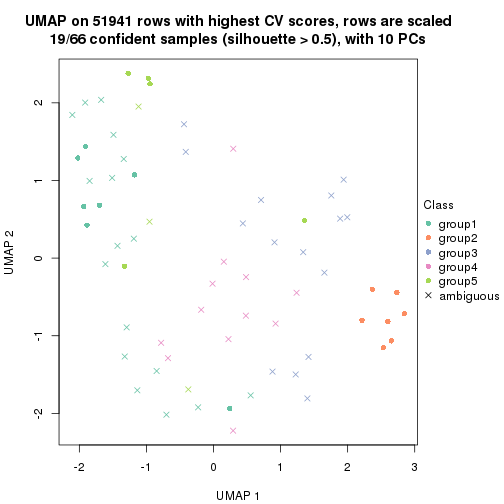 UMAP on 51941 rows with highest CV scores, rows are scaled
19/66 confident samples (silhouette > 0.5), with 10 PCs
2
1
0
-1
-2
UMAP 2
-2
-1
0
1
2
3
UMAP 1
Class
group1
group2
group3
group4
group5
ambiguous